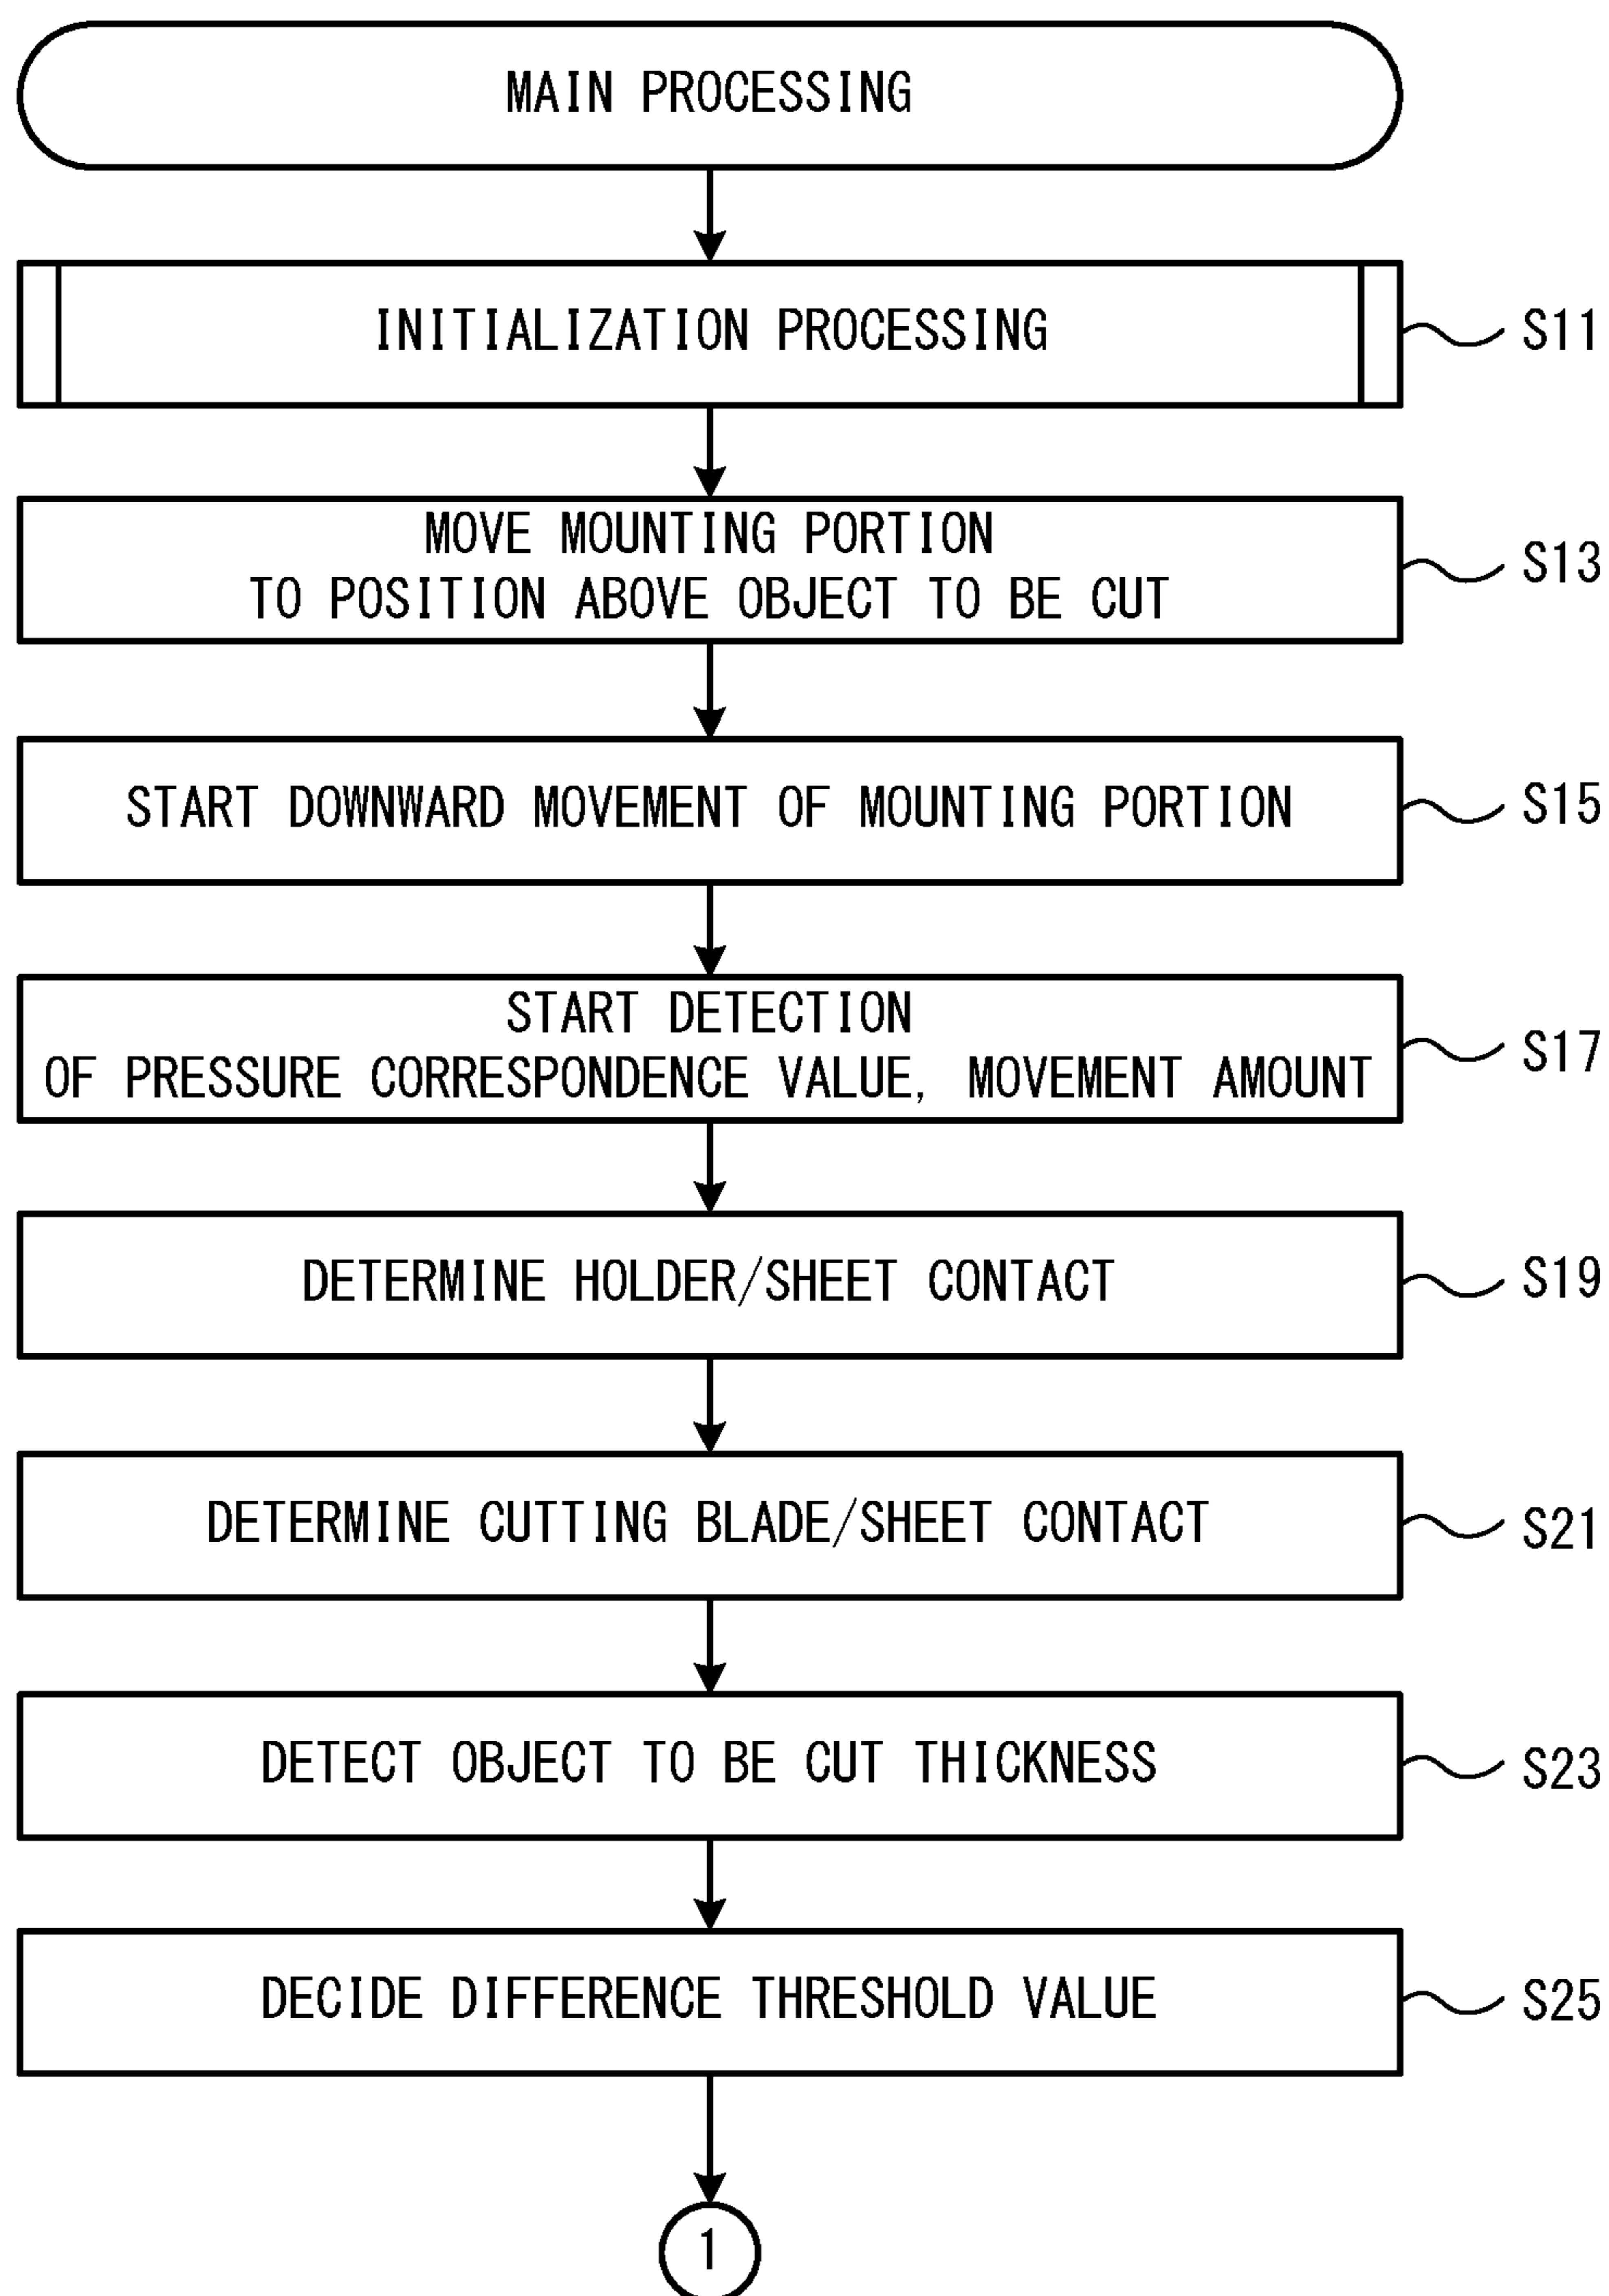 MAIN PROCESSING
INITIALIZATION PROCESSING
S11
MOVE MOUNTING PORTION
TO POSITION ABOVE OBJECT TO BE CUT
S13
START DOWNWARD MOVEMENT OF MOUNTING PORTION
S15
START DETECTION
OF PRESSURE CORRESPONDENCE VALUE, MOVEMENT AMOUNT
S17
DETERMINE HOLDER/SHEET CONTACT
S19
DETERMINE CUTTING BLADE/SHEET CONTACT
S21
DETECT OBJECT TO BE CUT THICKNESS
S23
DECIDE DIFFERENCE THRESHOLD VALUE
S25
1